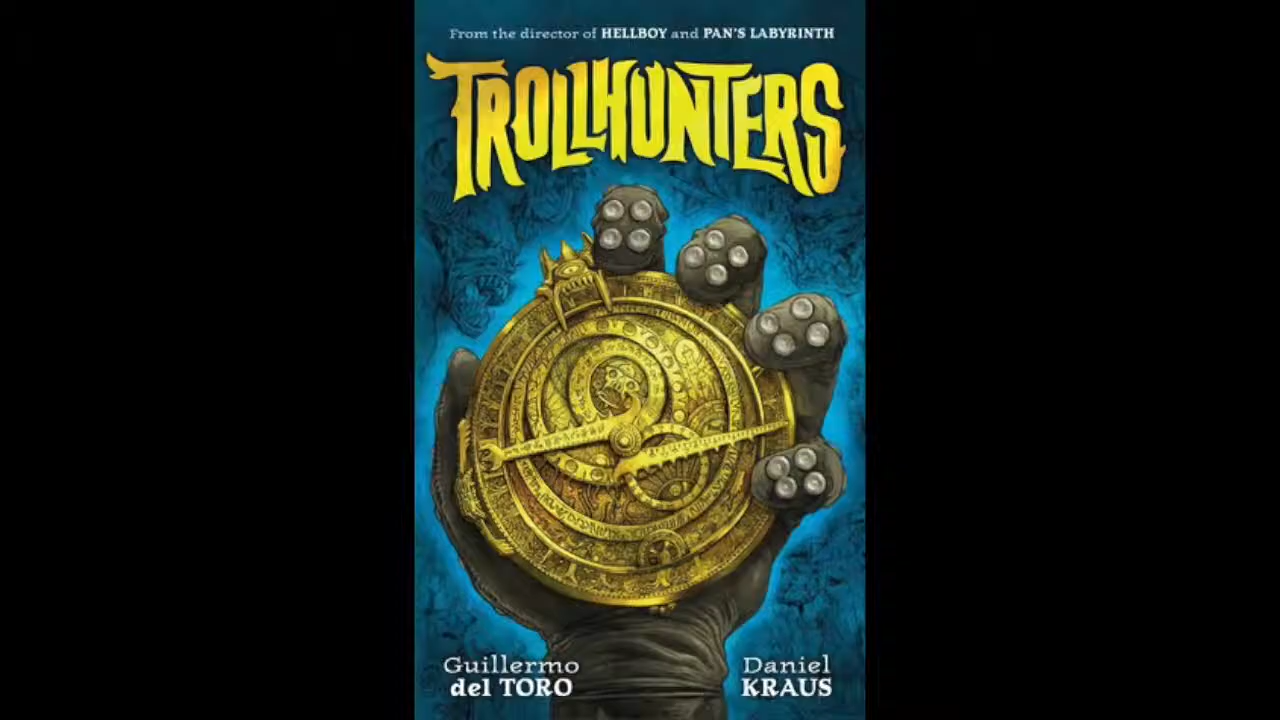 From the director of HELLBOY and PAN'S LABYRINTH
TROLLHUNTERS
Guillermo
del TORO
Daniel
KRAUS